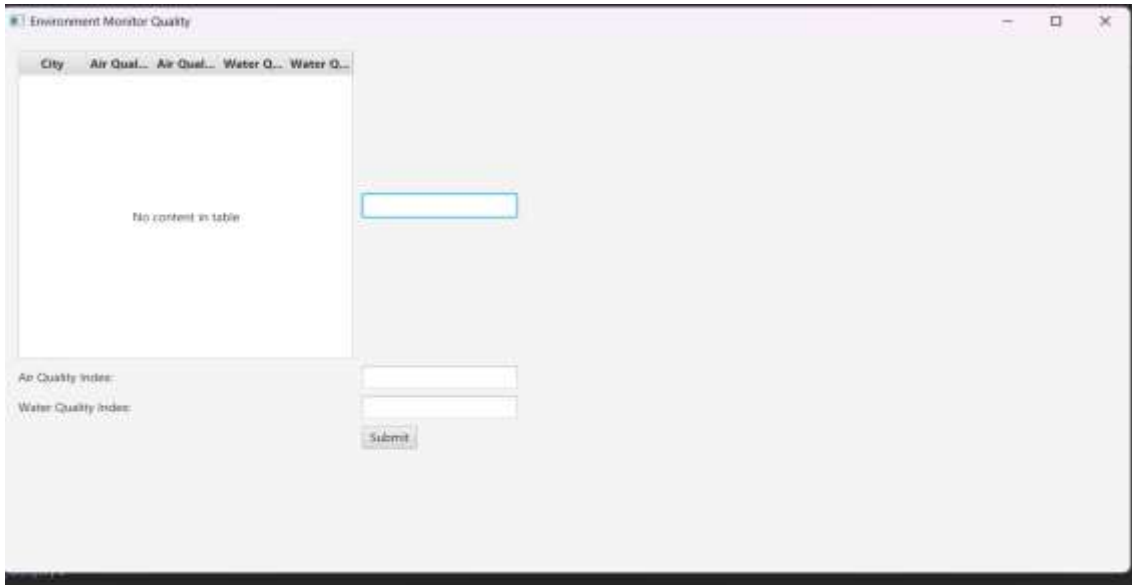 Environment Monitor Quality
City Air Qual... Air Qual... Water Q... Water Q...
No content in table
Air Quality Index:
Water Quality Index:
Submit